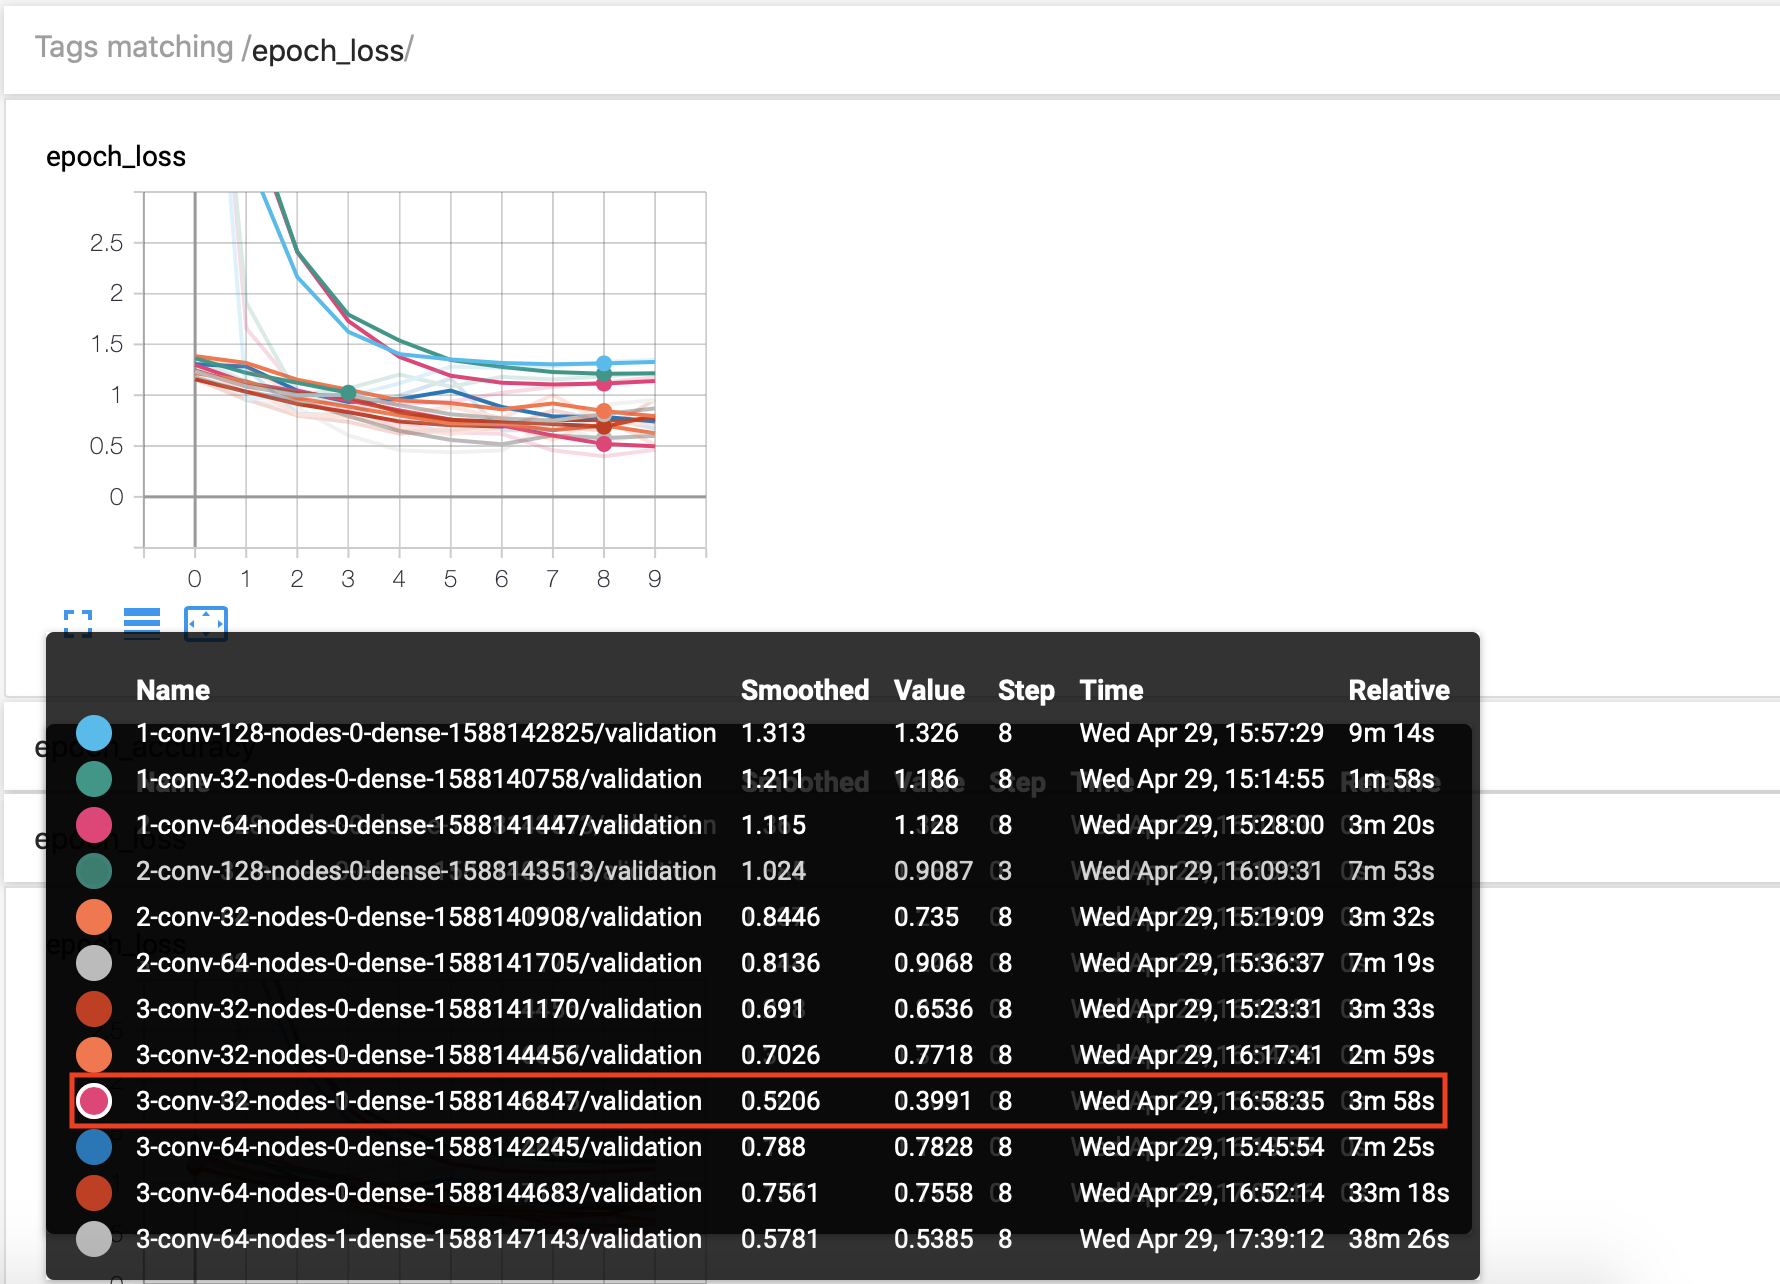 Tags matching /epoch_loss/
epoch_loss
2.5
2
1.5
1
0.5
0
0 1 2 3 4 5 6 7 8 9
Name Smoothed Value Step Time Relative
1-conv-128-nodes-0-dense-1588142825/validation 1.313 1.326 8 Wed Apr 29, 15:57:29 9m 14s
epoch_accuracy
1-conv-32-nodes-0-dense-1588140758/validation 1.211 1.186 8 Wed Apr 29, 15:14:55 1m 58s
Name Smoothed Value Step Time Relative
1-conv-64-nodes-0-dense-1588141447/validation 1.115 1.128 8 Wed Apr 29, 15:28:00 3m 20s
epoch_loss
2-conv-128-nodes-0-dense-1588143513/validation 1.024 0.9087 3 Wed Apr 29, 16:09:31 7m 53s
2-conv-32-nodes-0-dense-1588140908/validation 0.8446 0.735 8 Wed Apr 29, 15:19:09 3m 32s
epoch_loss
2-conv-64-nodes-0-dense-1588141705/validation 0.8136 0.9068 8 Wed Apr 29, 15:36:37 7m 19s
3-conv-32-nodes-0-dense-1588141170/validation 0.691 0.6536 8 Wed Apr 29, 15:23:31 3m 33s
3-conv-32-nodes-0-dense-1588144456/validation 0.7026 0.7718 8 Wed Apr 29, 16:17:41 2m 59s
3-conv-32-nodes-1-dense-1588146847/validation 0.5206 0.3991 8 Wed Apr 29, 16:58:35 3m 58s
3-conv-64-nodes-0-dense-1588142245/validation 0.788 0.7828 8 Wed Apr 29, 15:45:54 7m 25s
3-conv-64-nodes-0-dense-1588144683/validation 0.7561 0.7558 8 Wed Apr 29, 16:52:14 33m 18s
3-conv-64-nodes-1-dense-1588147143/validation 0.5781 0.5385 8 Wed Apr 29, 17:39:12 38m 26s